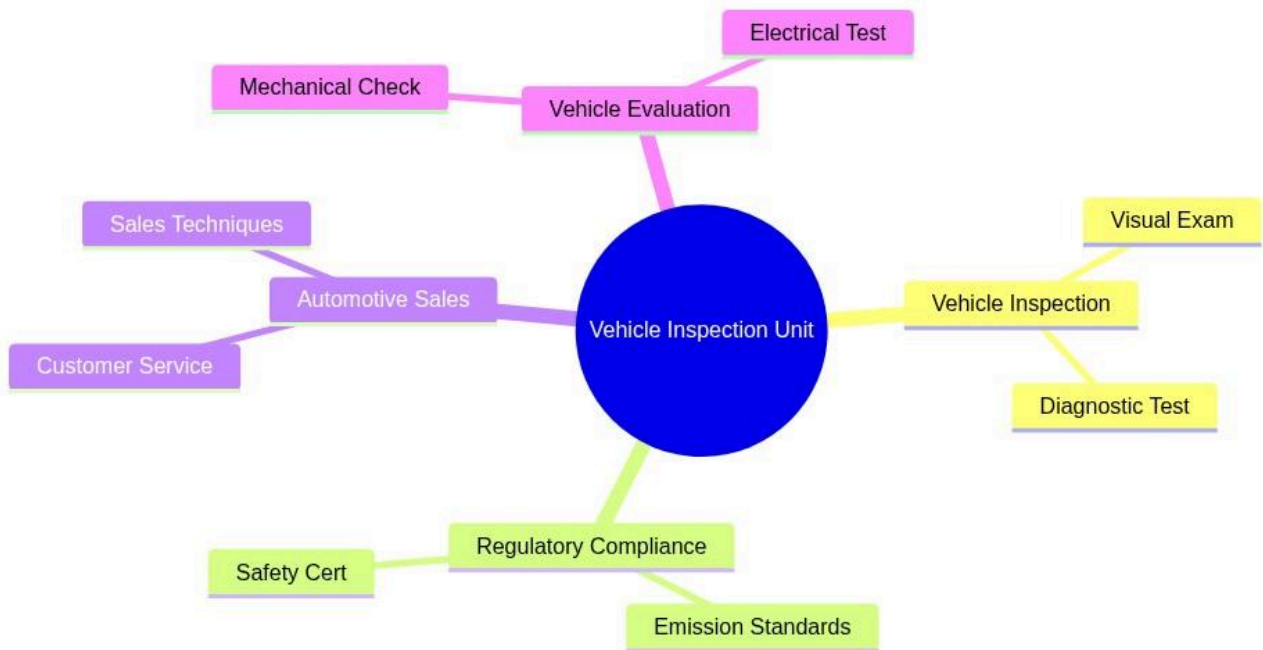 Electrical Test
Mechanical Check
Vehicle Evaluation
Sales Techniques
Visual Exam
Automotive Sales
Vehicle Inspection
Vehicle Inspection Unit
Customer Service
Diagnostic Test
Regulatory Compliance
Safety Cert
Emission Standards